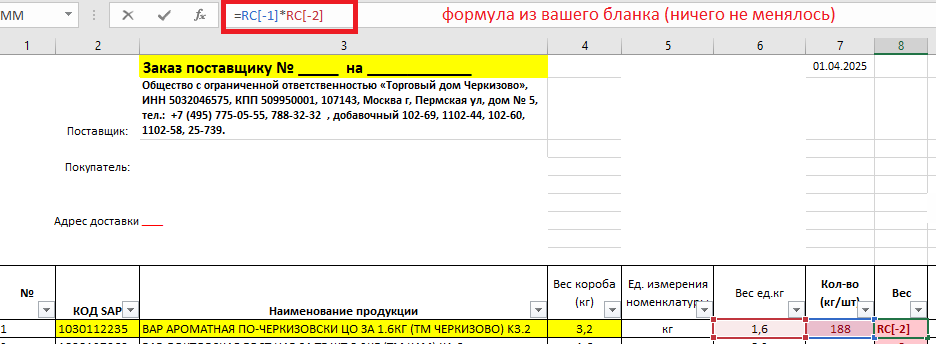 ММ
=RC[-1]*RC[-2]
формула из вашего бланка (ничего не менялось)
1 2 3 4 5 6 7 8
Заказ поставщику № _____ на ____________
01.04.2025
Поставщик:
Общество с ограниченной ответственностью «Торговый дом Черкизово»,
ИНН 5032046575, КПП 509950001, 107143, Москва г, Пермская ул, дом № 5,
тел.: +7 (495) 775-05-55, 788-32-32 , добавочный 102-69, 1102-44, 102-60,
1102-58, 25-739.
Покупатель:
Адрес доставки ____
№ КОД SAP Наименование продукции Вес короба (кг) Ед. измерения номенклатуры Вес ед.кг Кол-во (кг/шт) Вес
1 1030112235 ВАР АРОМАТНАЯ ПО-ЧЕРКИЗОВСКИ ЦО ЗА 1.6КГ (ТМ ЧЕРКИЗОВО) К3.2 3,2 кг 1,6 188 RC[-2]